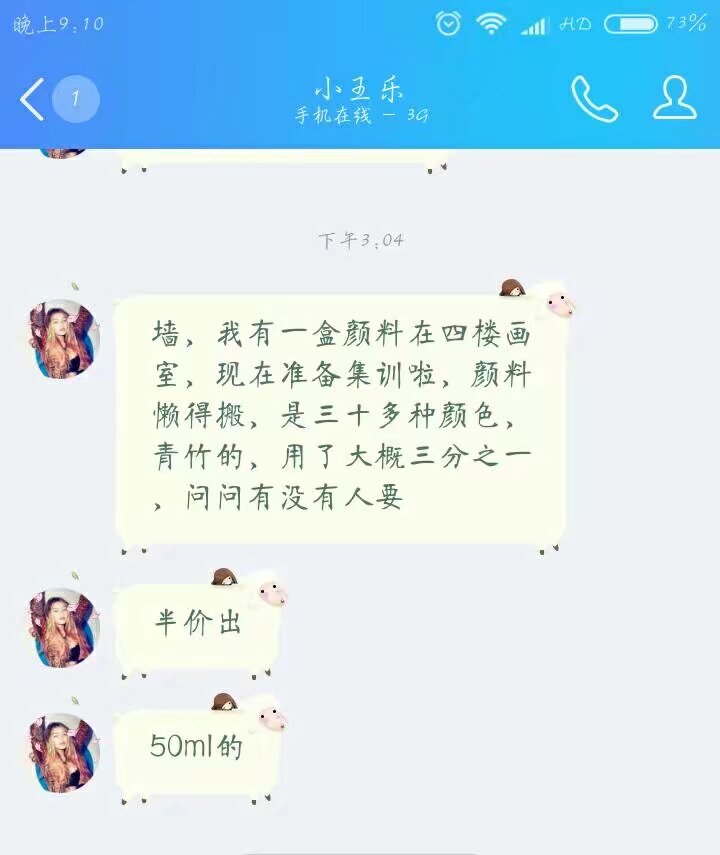 晚上9:10
HD
73%
1
小五乐
手机在线 - 3G
下午3:04
墙，我有一盒颜料在四楼画
室，现在准备集训啦，颜料
懒得搬，是三十多种颜色，
青竹的，用了大概三分之一
，问问有没有人要
半价出
50ml的